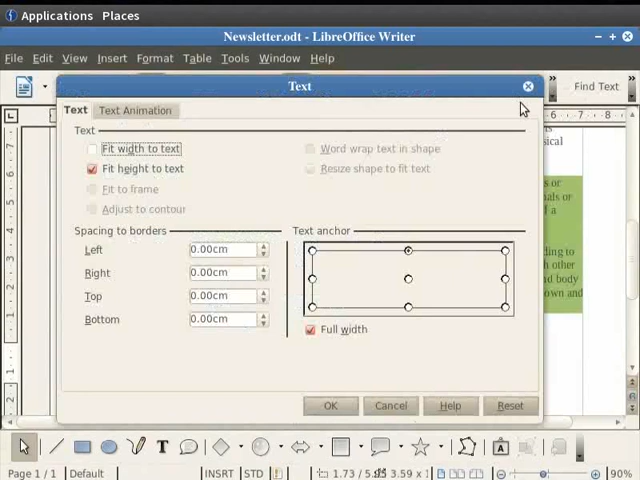 Applications Places
Newsletter.odt - LibreOffice Writer
File Edit View Insert Format Table Tools Window Help
Text
Find Text
Text Text Animation
6 7 8
Text
Fit width to text
Word wrap text in shape
Fit height to text
Resize shape to fit text
Fit to frame
Adjust to contour
Spacing to borders
Text anchor
Left 0.00cm
Right 0.00cm
Top 0.00cm
Bottom 0.00cm
Full width
OK Cancel Help Reset
Page 1 / 1 Default INSRT STD 90%